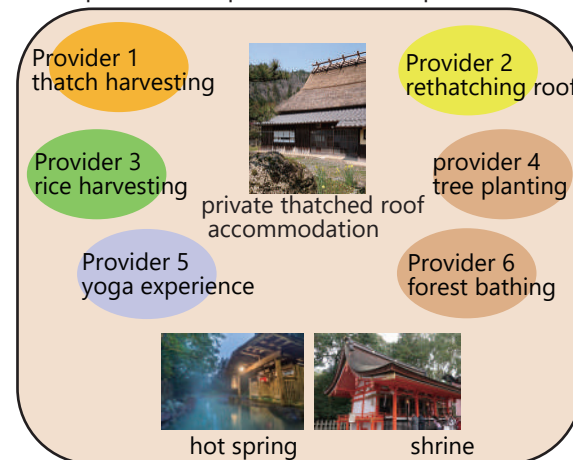 Provider 1
thatch harvesting
Provider 2
rethatching roof
Provider 3
rice harvesting
provider 4
tree planting
private thatched roof
accommodation
Provider 5
yoga experience
Provider 6
forest bathing
hot spring
shrine